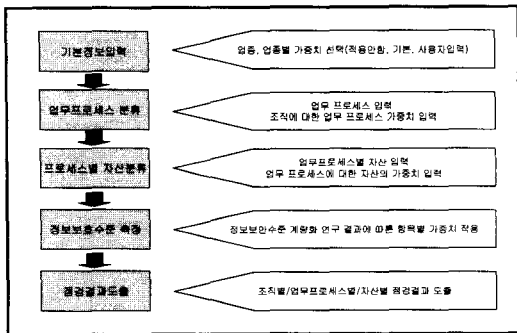 기본정보입력
업종, 업종별 가중치 선택(적용안함, 기본, 사용자입력)
업무프로세스 분류
업무 프로세스 입력
조직에 대한 업무 프로세스 가중치 입력
프로세스별 자산분류
업무프로세스별 자산 입력
업무 프로세스에 대한 자산의 가중치 입력
정보보호수준 측정
정보보안수준 계량화 연구 결과에 따른 항목별 가중치 적용
점검결과도출
조직별/업무프로세스별/자산별 점검결과 도출